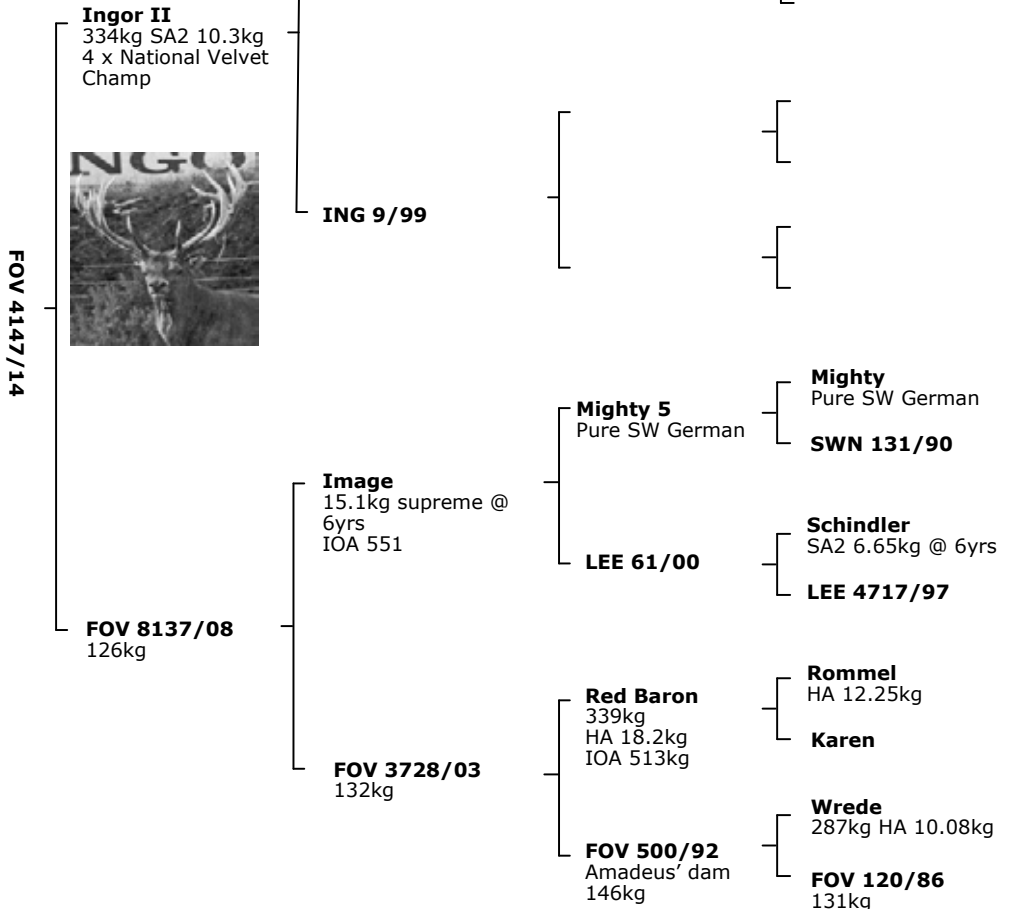 Ingor II
334kg SA2 10.3kg
4 x National Velvet
Champ
NGO
ING 9/99
FOV 4147/14
Mighty 5
Pure SW German
Mighty
Pure SW German
SWN 131/90
Image
15.1kg supreme @
6yrs
IOA 551
LEE 61/00
Schindler
SA2 6.65kg @ 6yrs
LEE 4717/97
FOV 8137/08
126kg
Red Baron
339kg
HA 18.2kg
IOA 513kg
Rommel
HA 12.25kg
Karen
FOV 3728/03
132kg
FOV 500/92
Amadeus’ dam
146kg
Wrede
287kg HA 10.08kg
FOV 120/86
131kg